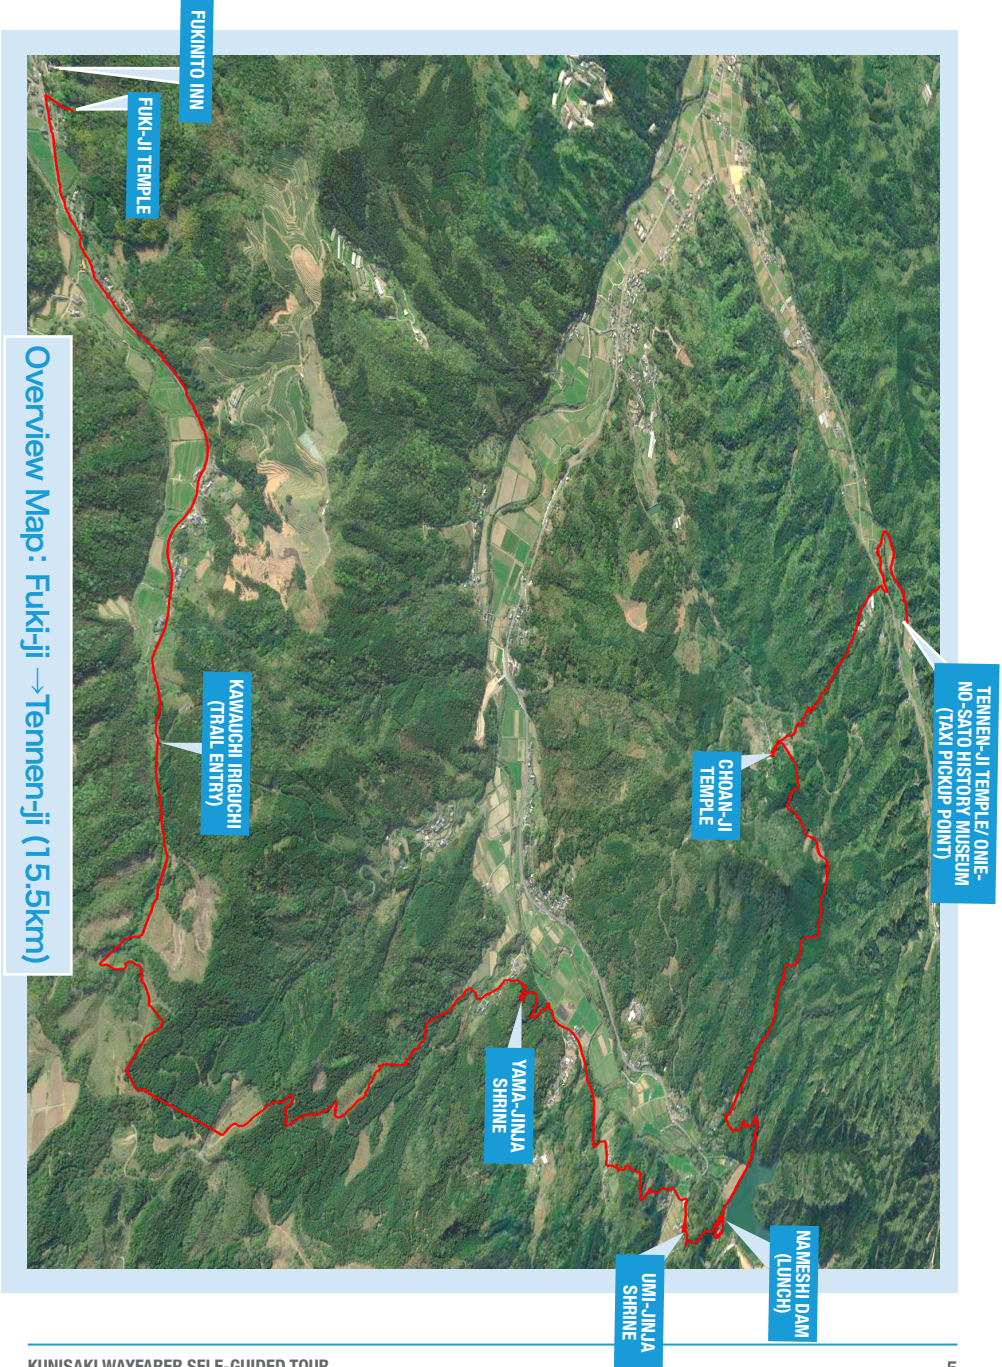 Overview Map: Fuki-ji →Tennen-ji (15.5km)
FUKINITO INN
FUKI-JI TEMPLE
KAWAUCHI IRIGUCHI
(TRAIL ENTRY)
YAMA-JINJA
SHRINE
UMI-JINJA
SHRINE
NAMESHI DAM
(LUNCH)
CHOAN-JI
TEMPLE
TENNEN-JI TEMPLE/ ONIE-
NO-SATO HISTORY MUSEUM
(TAXI PICKUP POINT)
KUNISAKI WAYFARER SELF-GUIDED TOUR
5